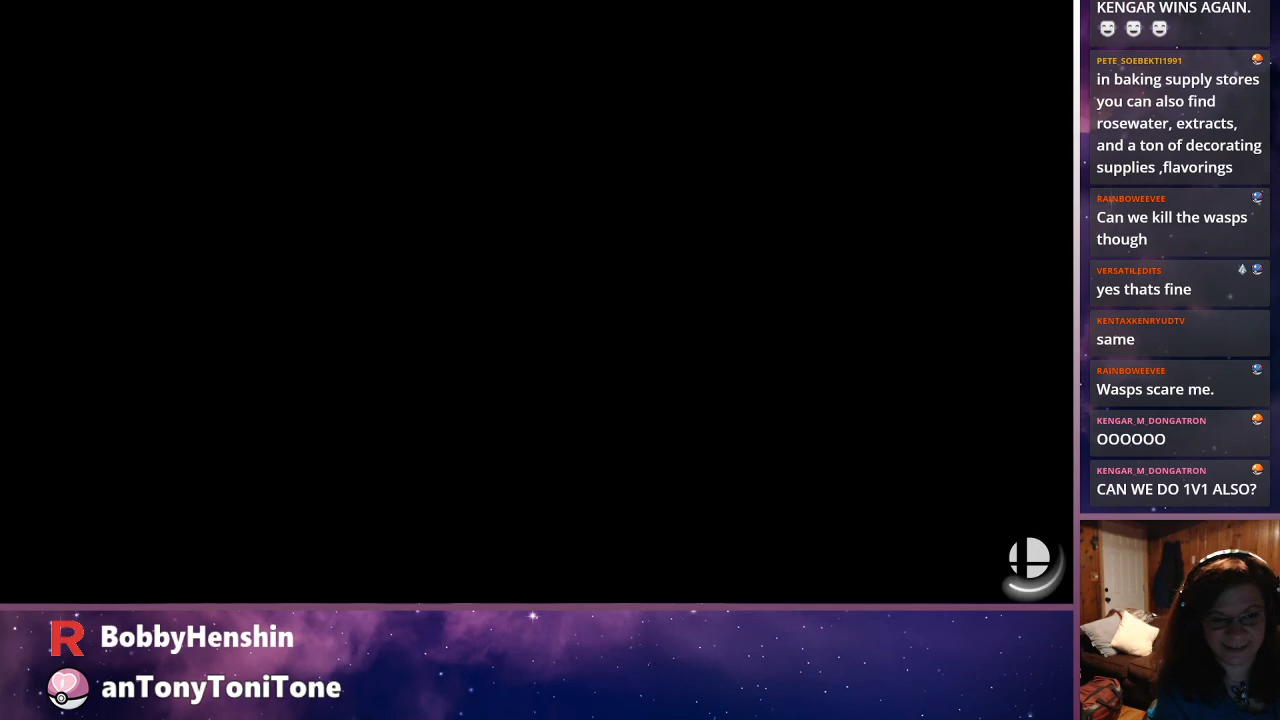 KENGAR WINS AGAIN.
PETE_SOEBEKTI1991
in baking supply stores
you can also find
rosewater, extracts,
and a ton of decorating
supplies ,flavorings
RAINBOWEEVEE
Can we kill the wasps
though
VERSATILEDITS
yes thats fine
KENTAXKENRYUDTV
same
RAINBOWEEVEE
Wasps scare me.
KENGAR_M_DONGATRON
OOOOOO
KENGAR_M_DONGATRON
CAN WE DO 1V1 ALSO?
R BobbyHenshin
anTonyToniTone